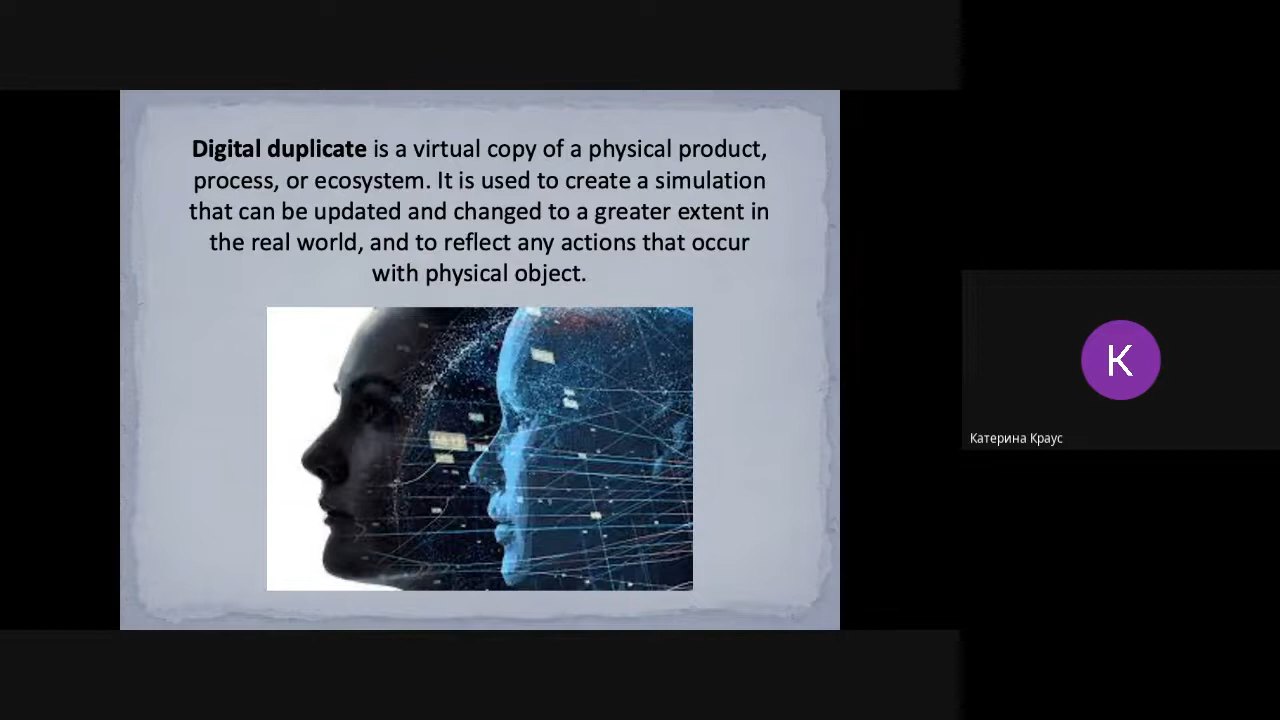 Digital duplicate is a virtual copy of a physical product,
process, or ecosystem. It is used to create a simulation
that can be updated and changed to a greater extent in
the real world, and to reflect any actions that occur
with physical object.
K
Катерина Краус